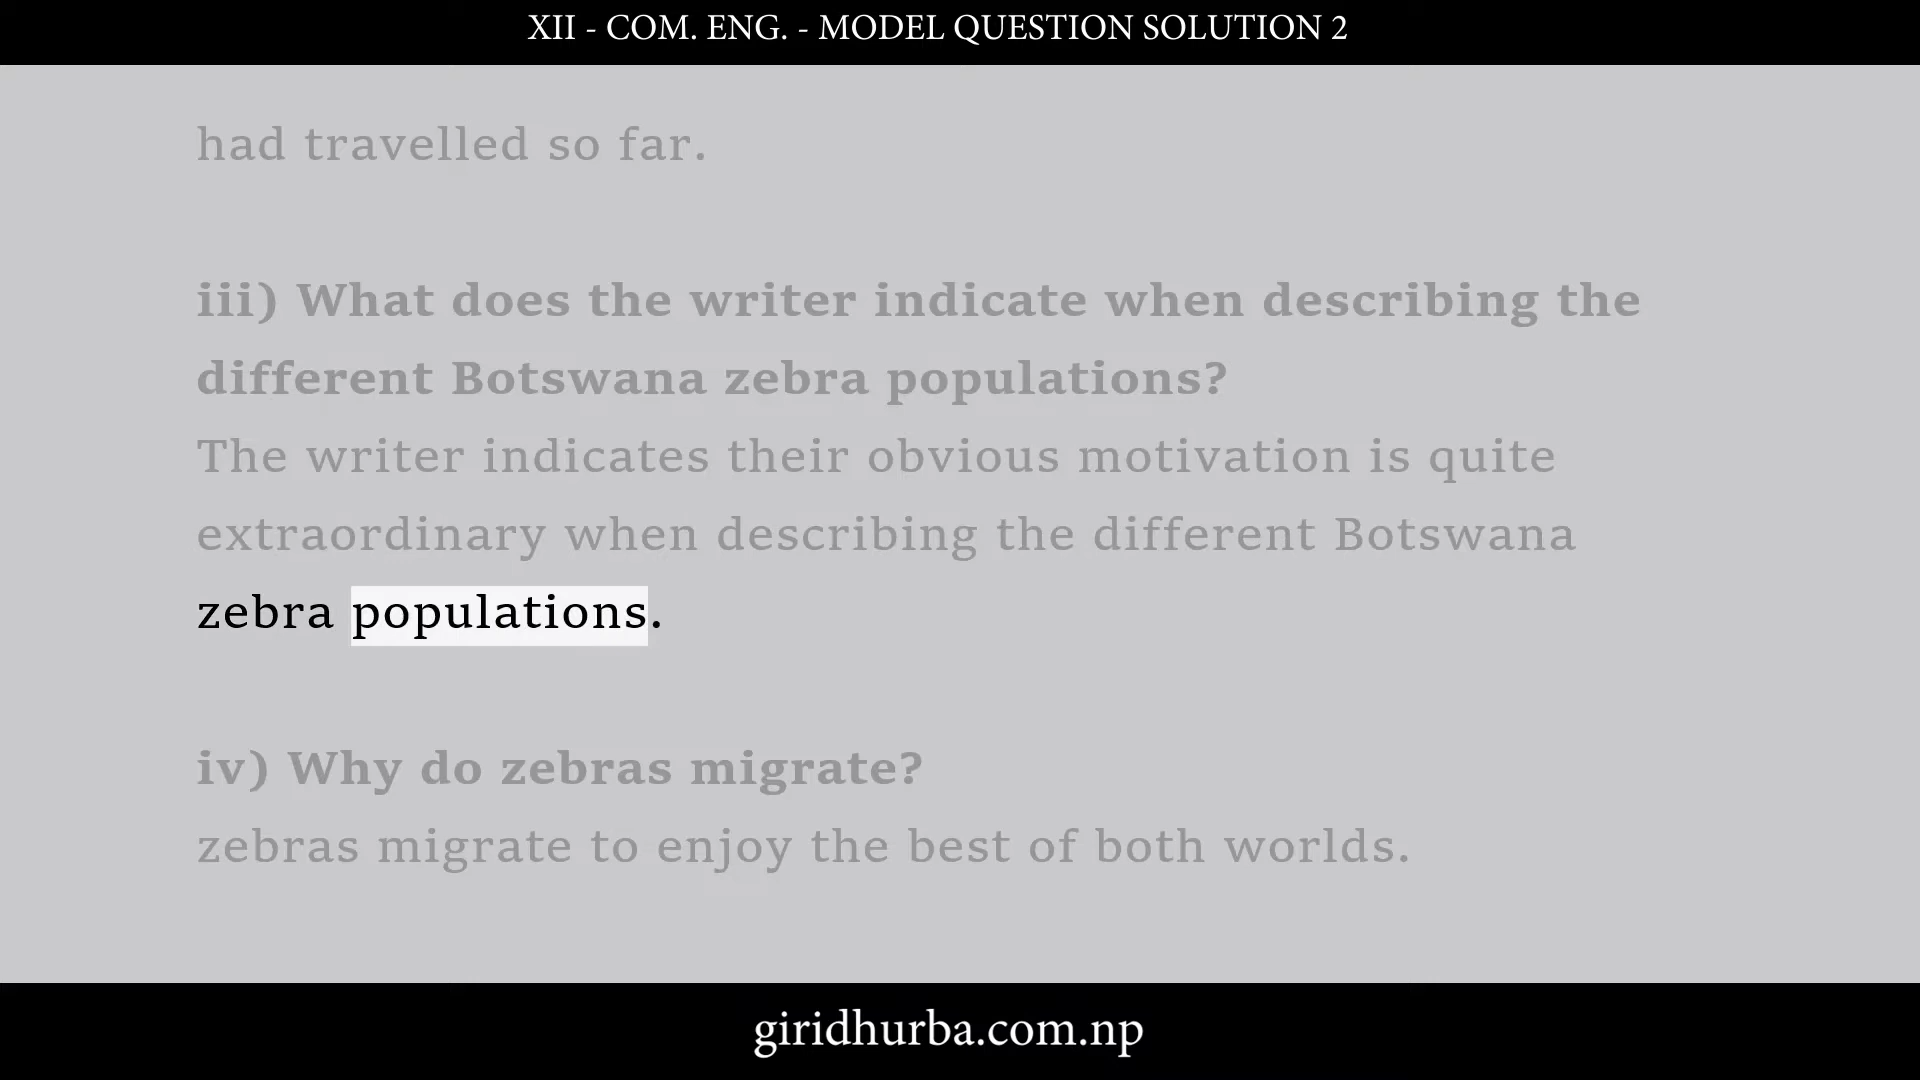 XII - COM. ENG. - MODEL QUESTION SOLUTION 2
had travelled so far.
iii) What does the writer indicate when describing the
different Botswana zebra populations?
The writer indicates their obvious motivation is quite
extraordinary when describing the different Botswana
zebra populations.
iv) Why do zebras migrate?
zebras migrate to enjoy the best of both worlds.
giridhurba.com.np